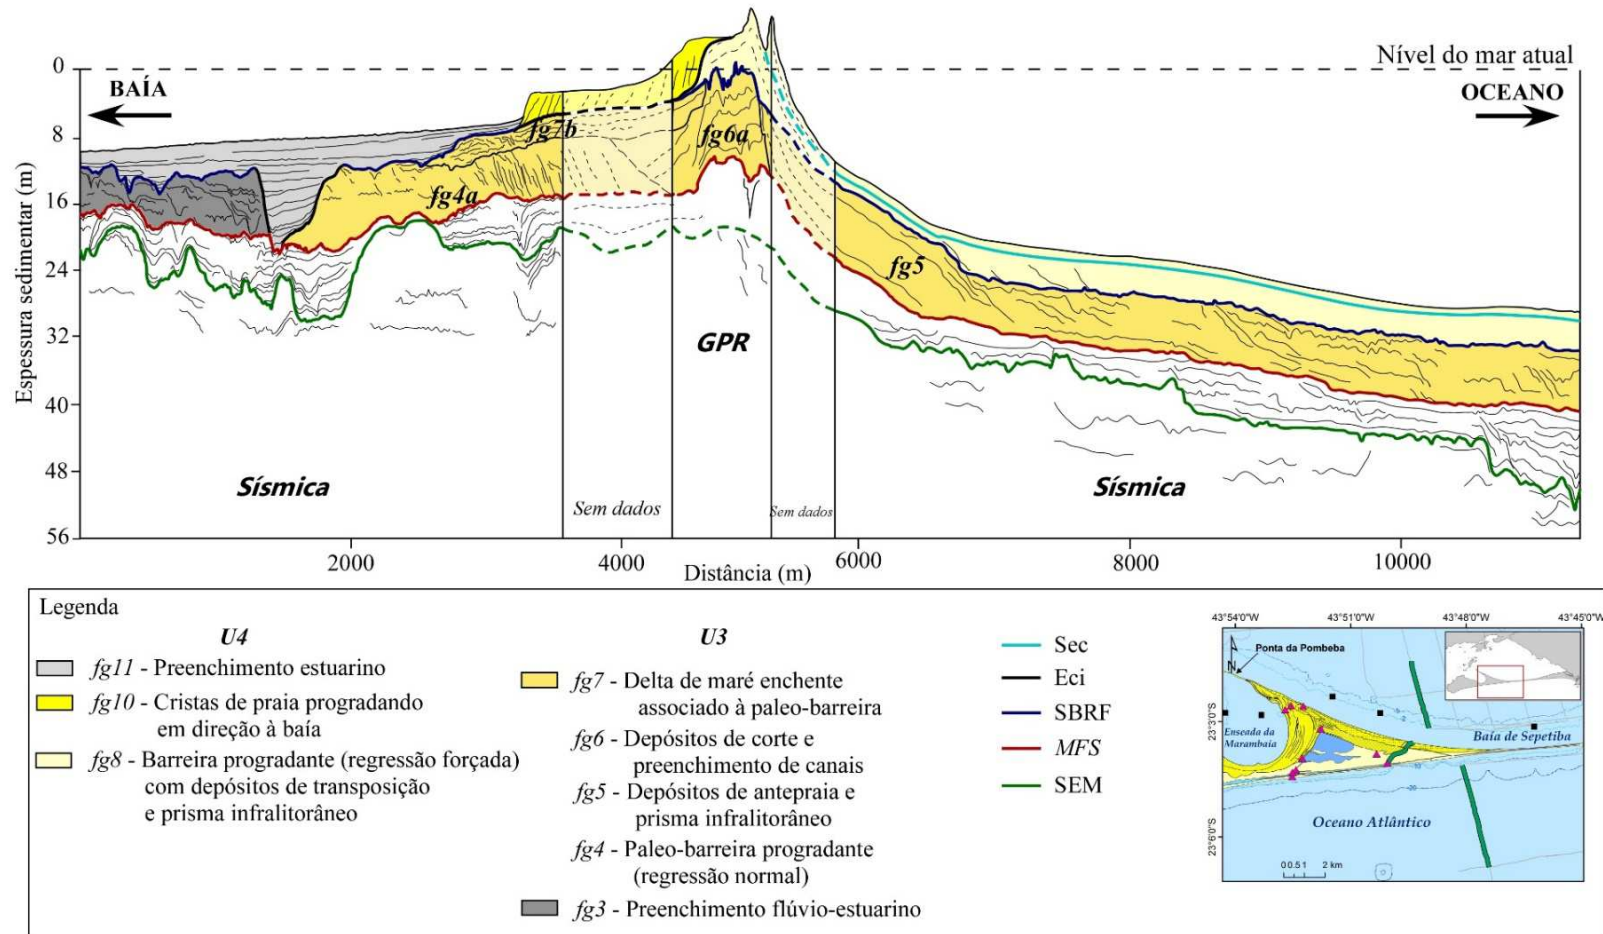 Nível do mar atual
BAÍA
OCEANO
Espessura sedimentar (m)
0
8
16
24
32
40
48
56
fg7b
fg4a
fg6a
fg5
GPR
Sísmica
Sem dados
Sem dados
Sísmica
2000
4000
6000
8000
10000
Distância (m)
Legenda
U4
fg11 - Preenchimento estuarino
fg10 - Cristas de praia progradando
em direção à baía
fg8 - Barreira progradante (regressão forçada)
com depósitos de transposição
e prisma infralitorâneo
U3
fg7 - Delta de maré enchente
associado à paleo-barreira
fg6 - Depósitos de corte e
preenchimento de canais
fg5 - Depósitos de antepraia e
prisma infralitorâneo
fg4 - Paleo-barreira progradante
(regressão normal)
fg3 - Preenchimento flúvio-estuarino
Sec
Eci
SBRF
MFS
SEM
43°54'0"W
43°51'0"W
43°48'0"W
43°45'0"W
Ponta da Pombeba
N
23°3'0"S
23°6'0"S
Enseada da
Marambaia
Baía de Sepetiba
Oceano Atlântico
0 0.5 1 2 km